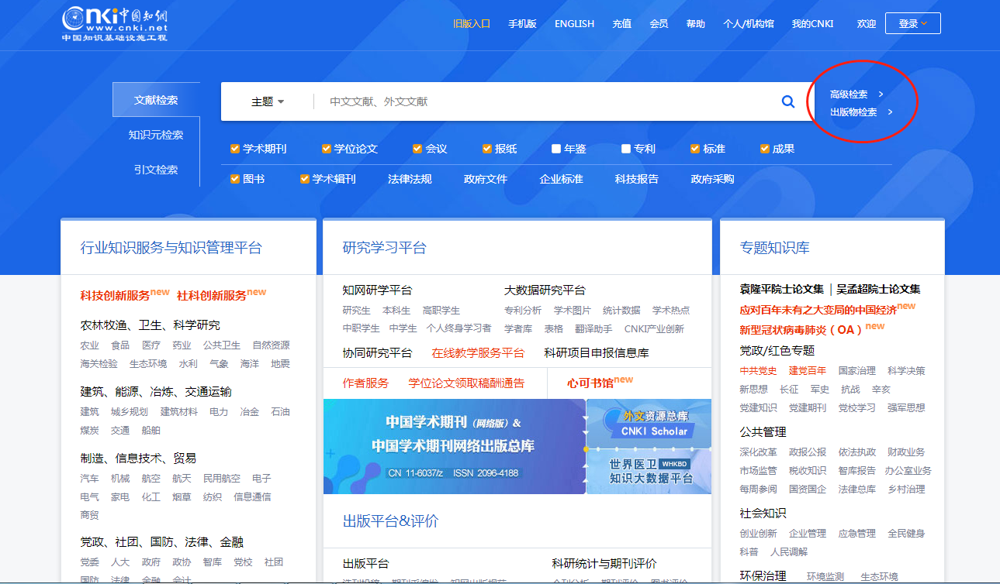 cnki 中国知网
www.cnki.net
中国知识基础设施工程
旧版入口 手机版 ENGLISH 充值 会员 帮助 个人/机构馆 我的CNKI 欢迎 登录
文献检索
知识元检索
引文检索
主题 中文文献、外文文献
高级检索 >
出版物检索 >
学术期刊 学位论文 会议 报纸 年鉴 专利 标准 成果
图书 学术辑刊 法律法规 政府文件 企业标准 科技报告 政府采购
行业知识服务与知识管理平台
科技创新服务new 社科创新服务new
农林牧渔、卫生、科学研究
农业 食品 医疗 药业 公共卫生 自然资源
海关检验 生态环境 水利 气象 海洋 地震
建筑、能源、冶炼、交通运输
建筑 城乡规划 建筑材料 电力 冶金 石油
煤炭 交通 船舶
制造、信息技术、贸易
汽车 机械 航空 航天 民用航空 电子
电气 家电 化工 烟草 纺织 信息通信
商贸
党政、社团、国防、法律、金融
党委 人大 政府 政协 智库 党校 社团
国防 法律 金融 会计
研究学习平台
知网研学平台
研究生 本科生 高职学生
中职学生 中学生 个人终身学习者
大数据研究平台
专利分析 学术图片 统计数据 学术热点
学者库 表格 翻译助手 CNKI产业创新
协同研究平台 在线教学服务平台 科研项目申报信息库
作者服务 学位论文领取稿酬通告 心可书馆new
中国学术期刊(网络版)&
中国学术期刊网络出版总库
CN 11-6037/z ISSN 2096-4188
外文资源总库
CNKI Scholar
世界医卫 WHKBD
知识大数据平台
出版平台&评价
出版平台
选刊投稿 期刊采编发 知网出版规范
科研统计与期刊评价
个刊分析 期刊评价 图书评价
专题知识库
袁隆平院士论文集 | 吴孟超院士论文集
应对百年未有之大变局的中国经济new
新型冠状病毒肺炎(OA)new
党政/红色专题
中共党史 建党百年 国家治理 科学决策
新思想 长征 军史 抗战 辛亥
党建知识 党建期刊 党校学习 强军思想
公共管理
深化改革 政报公报 依法执政 财政业务
市场监管 税收知识 智库报告 办公室业务
每周参阅 国资国企 法律总库 乡村治理
社会知识
创业创新 企业管理 应急管理 全民健身
科普 人民调解
环保治理 环境监测 生态环境